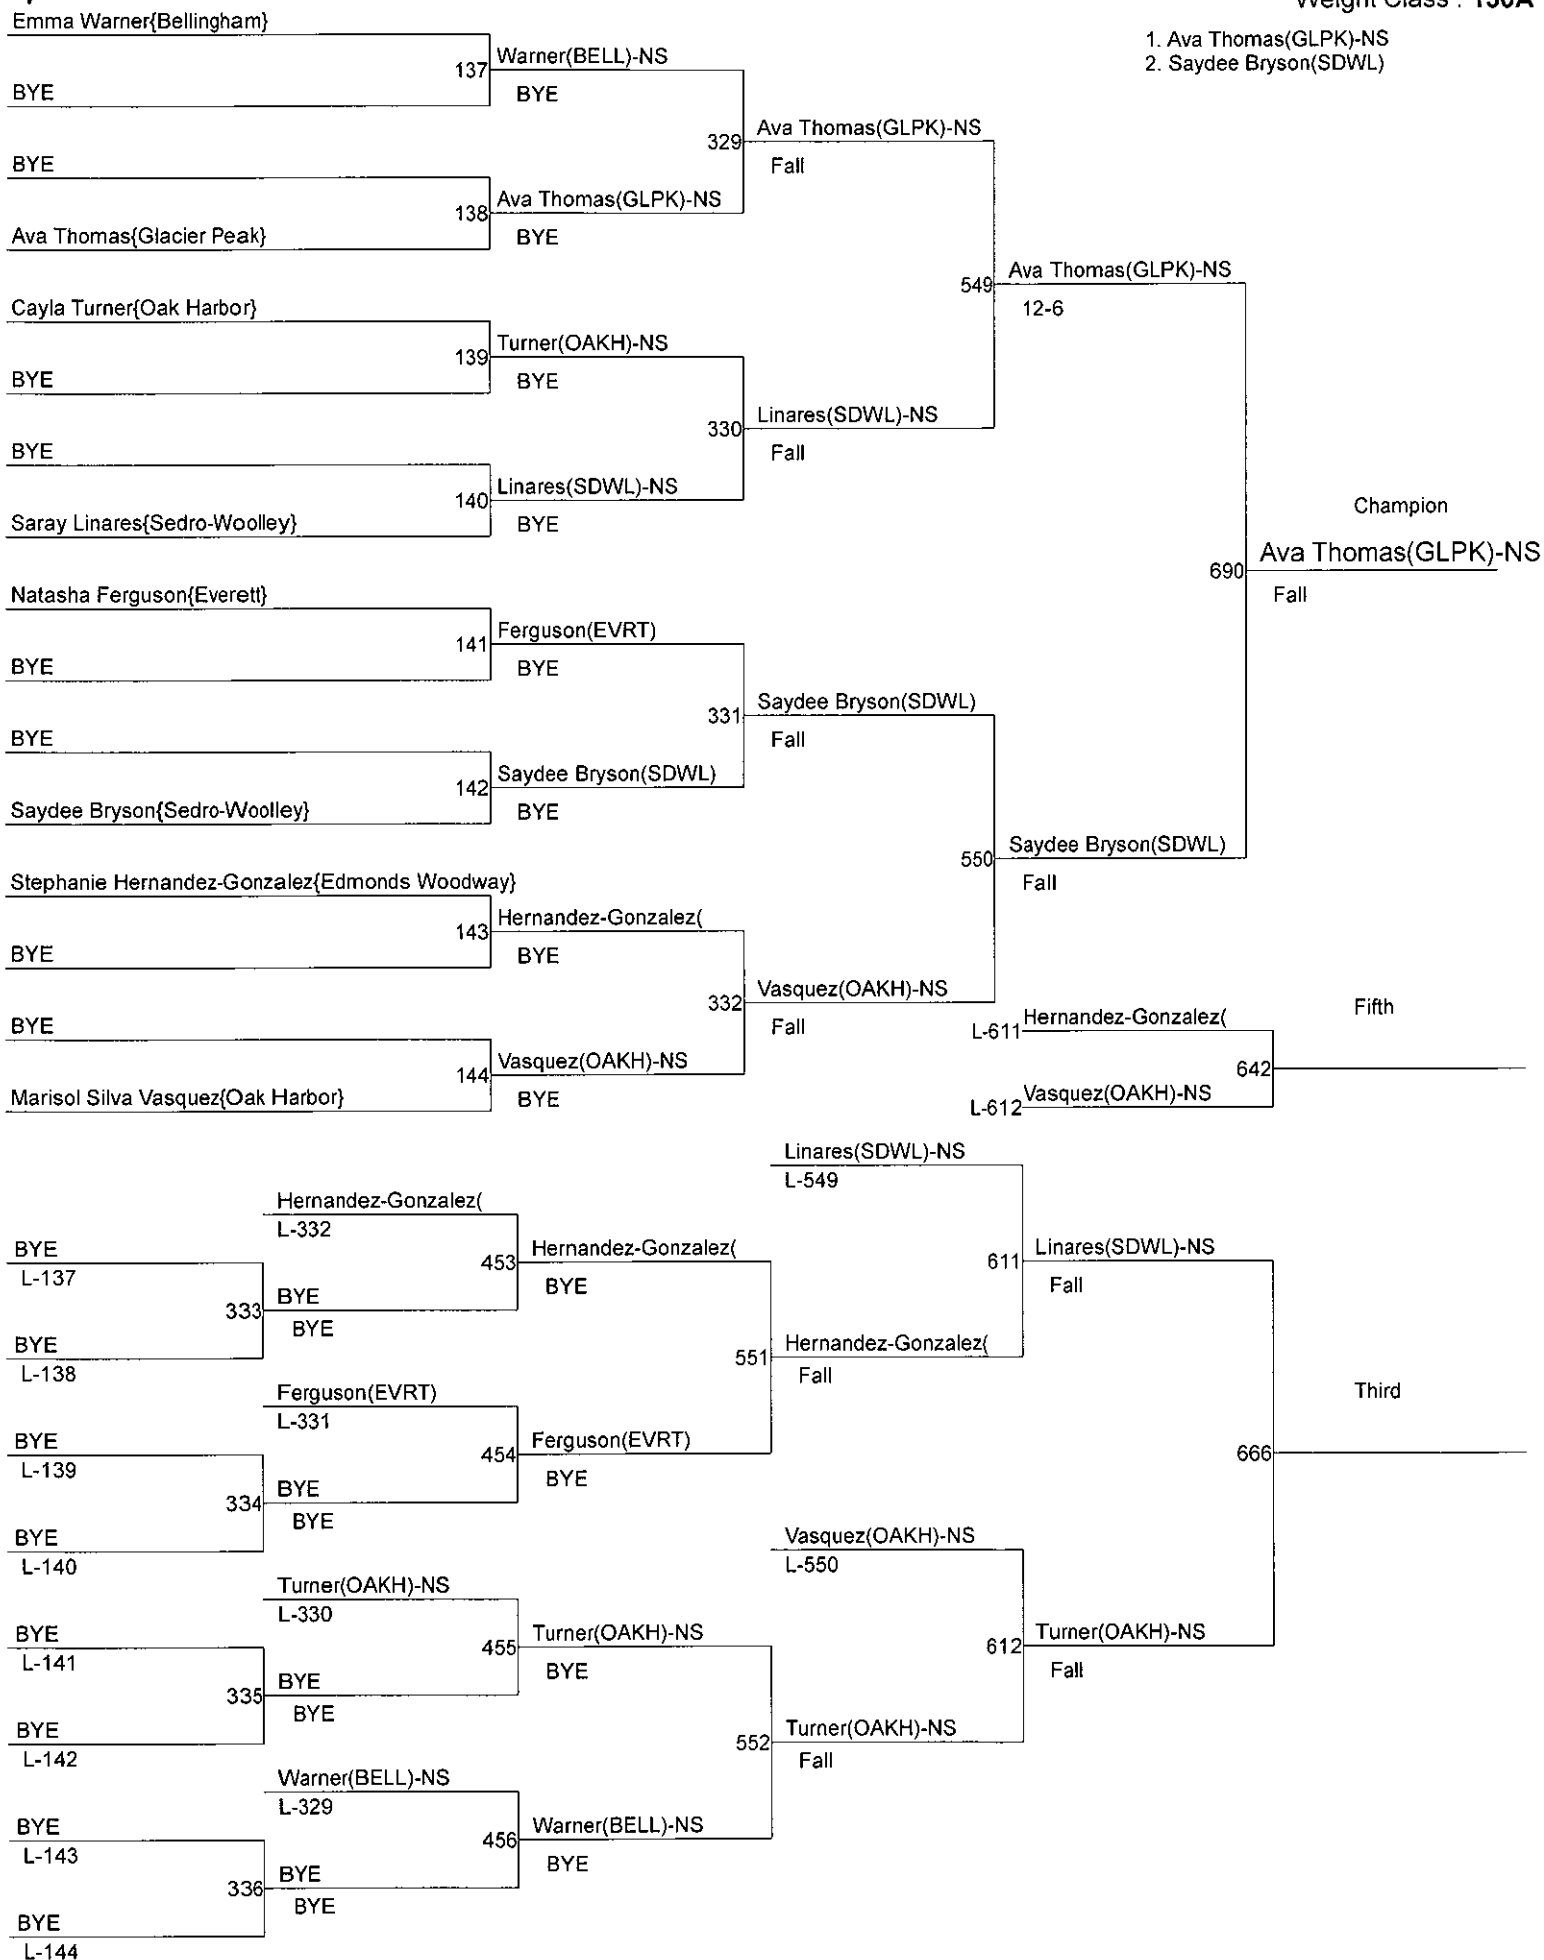 Weight Class : 130A
1. Ava Thomas(GLPK)-NS
2. Saydee Bryson(SDWL)
Emma Warner{Bellingham}
137
Warner(BELL)-NS
BYE
BYE
329
Ava Thomas(GLPK)-NS
Fall
BYE
138
Ava Thomas(GLPK)-NS
BYE
Ava Thomas{Glacier Peak}
549
Ava Thomas(GLPK)-NS
12-6
Cayla Turner{Oak Harbor}
139
Turner(OAKH)-NS
BYE
BYE
330
Linares(SDWL)-NS
Fall
BYE
140
Linares(SDWL)-NS
BYE
Saray Linares{Sedro-Woolley}
Champion
690
Ava Thomas(GLPK)-NS
Fall
Natasha Ferguson{Everett}
141
Ferguson(EVRT)
BYE
BYE
331
Saydee Bryson(SDWL)
Fall
BYE
142
Saydee Bryson(SDWL)
BYE
Saydee Bryson{Sedro-Woolley}
550
Saydee Bryson(SDWL)
Fall
Stephanie Hernandez-Gonzalez{Edmonds Woodway}
143
Hernandez-Gonzalez(
BYE
BYE
332
Vasquez(OAKH)-NS
Fall
BYE
144
Vasquez(OAKH)-NS
BYE
Marisol Silva Vasquez{Oak Harbor}
Fifth
L-611
Hernandez-Gonzalez(
642
L-612
Vasquez(OAKH)-NS
Linares(SDWL)-NS
L-549
Hernandez-Gonzalez(
L-332
BYE
L-137
453
Hernandez-Gonzalez(
BYE
611
Linares(SDWL)-NS
Fall
333
BYE
BYE
BYE
L-138
551
Hernandez-Gonzalez(
Fall
Ferguson(EVRT)
L-331
Third
BYE
L-139
454
Ferguson(EVRT)
BYE
666
334
BYE
BYE
BYE
L-140
Vasquez(OAKH)-NS
L-550
Turner(OAKH)-NS
L-330
BYE
L-141
455
Turner(OAKH)-NS
BYE
612
Turner(OAKH)-NS
Fall
335
BYE
BYE
BYE
L-142
552
Turner(OAKH)-NS
Fall
Warner(BELL)-NS
L-329
BYE
L-143
456
Warner(BELL)-NS
BYE
336
BYE
BYE
BYE
L-144